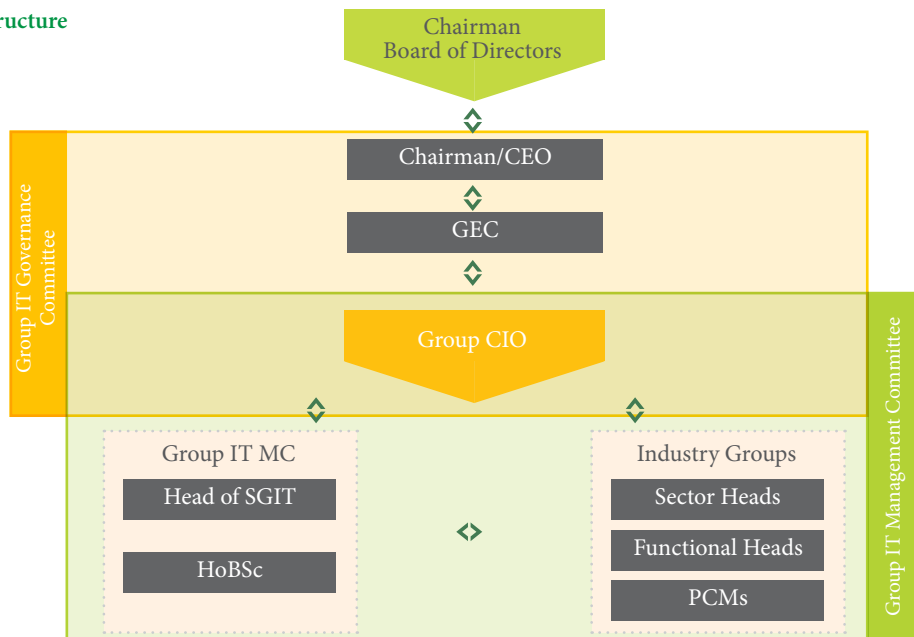 ructure
Chairman
Board of Directors
Group IT Governance
Committee
Chairman/CEO
GEC
Group CIO
Group IT Management Committee
Group IT MC
Head of SGIT
HoBSc
Industry Groups
Sector Heads
Functional Heads
PCMs